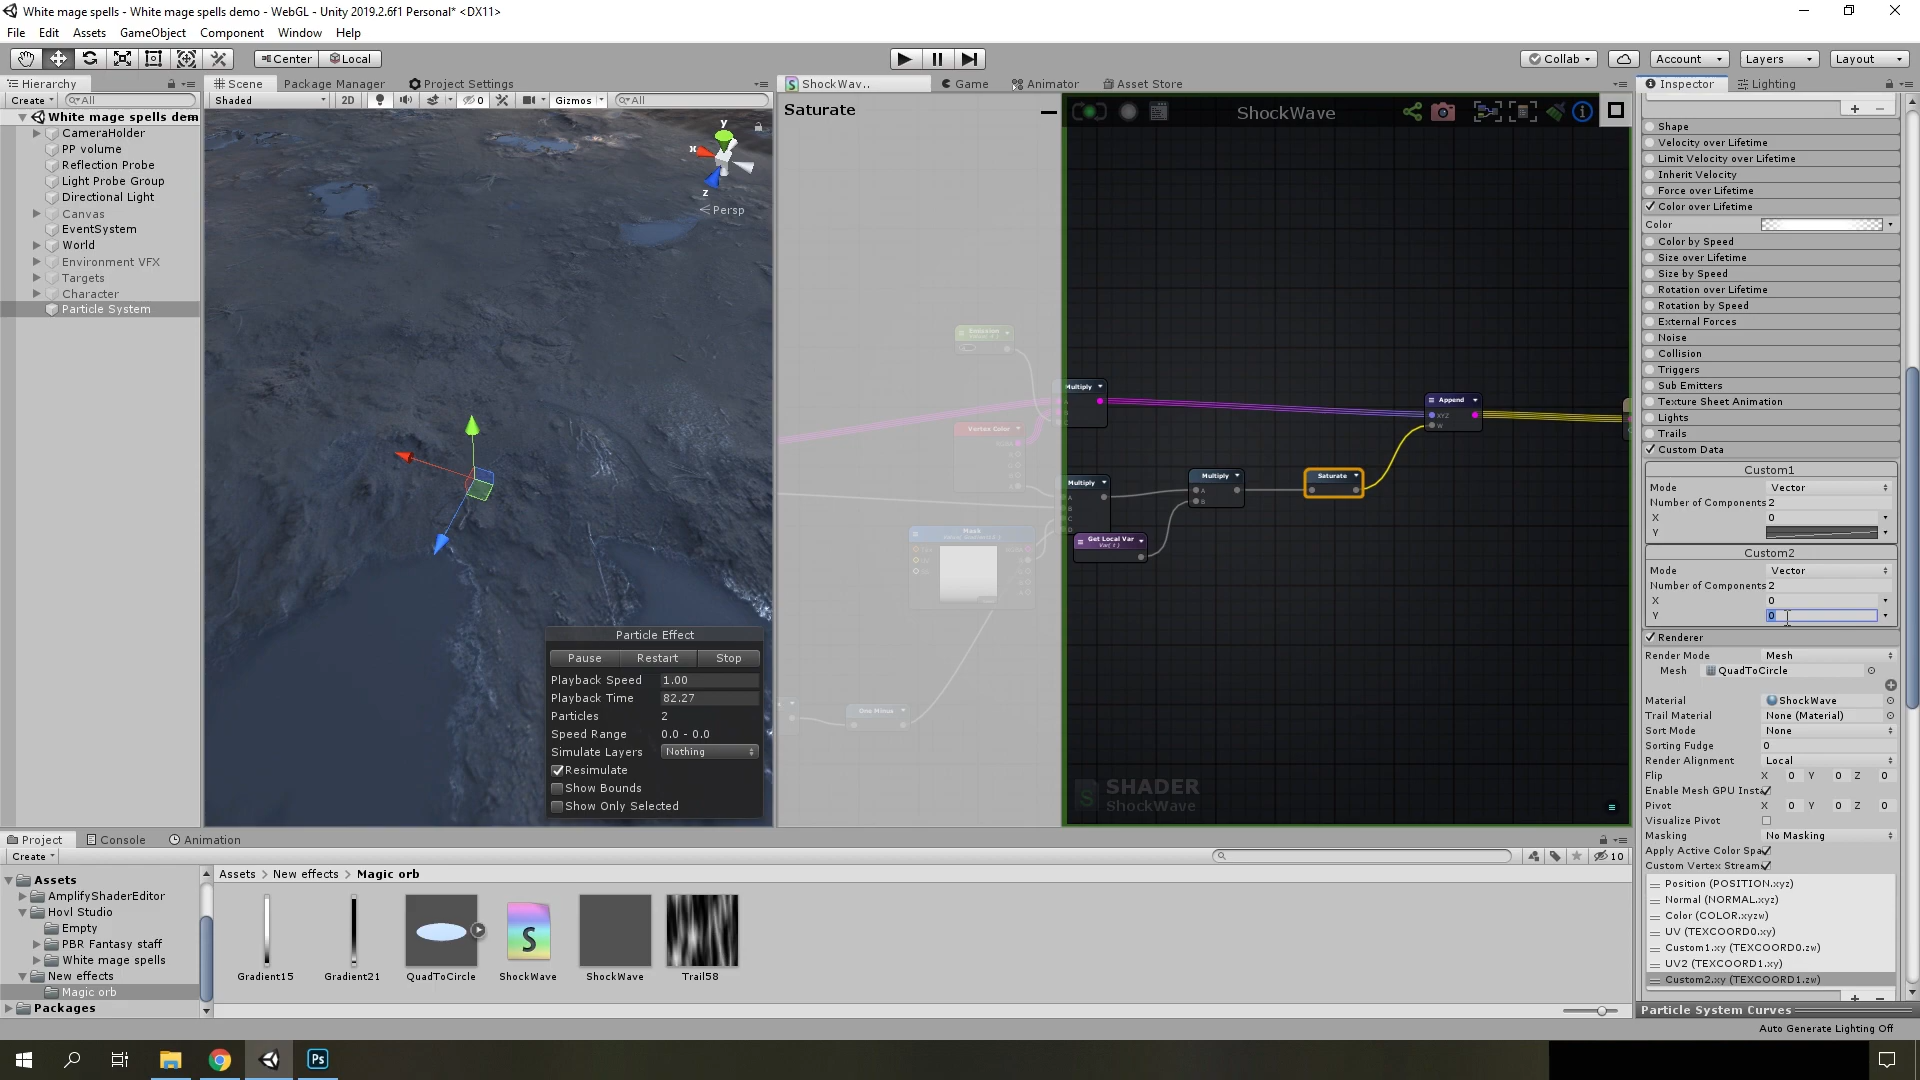 White mage spells - White mage spells demo - WebGL - Unity 2019.2.6f1 Personal* <DX11>
File Edit Assets GameObject Component Window Help
Center Local
Collab Account Layers Layout
Hierarchy
Create All
White mage spells dem
CameraHolder
PP volume
Reflection Probe
Light Probe Group
Directional Light
Canvas
EventSystem
World
Environment VFX
Targets
Character
Particle System
Scene Package Manager Project Settings
Shaded 2D 0 Gizmos All
y
x
z
Persp
Particle Effect
Pause Restart Stop
Playback Speed 1.00
Playback Time 82.27
Particles 2
Speed Range 0.0 - 0.0
Simulate Layers Nothing
Resimulate
Show Bounds
Show Only Selected
ShockWav.. Game Animator Asset Store
Saturate
ShockWave
Emission
Multiply
Vertex Color
Append
XYZ
W
Multiply
A
B
C
D
Multiply
A
B
Saturate
Mask
Get Local Var
Var( t )
One Minus
SHADER
ShockWave
Inspector Lighting
Shape
Velocity over Lifetime
Limit Velocity over Lifetime
Inherit Velocity
Force over Lifetime
Color over Lifetime
Color
Color by Speed
Size over Lifetime
Size by Speed
Rotation over Lifetime
Rotation by Speed
External Forces
Noise
Collision
Triggers
Sub Emitters
Texture Sheet Animation
Lights
Trails
Custom Data
Custom1
Mode Vector
Number of Components 2
X 0
Y
Custom2
Mode Vector
Number of Components 2
X 0
Y 0
Renderer
Render Mode Mesh
Mesh QuadToCircle
Material ShockWave
Trail Material None (Material)
Sort Mode None
Sorting Fudge 0
Render Alignment Local
Flip X 0 Y 0 Z 0
Enable Mesh GPU Insta
Pivot X 0 Y 0 Z 0
Visualize Pivot
Masking No Masking
Apply Active Color Spa
Custom Vertex Stream
Position (POSITION.xyz)
Normal (NORMAL.xyz)
Color (COLOR.xyzw)
UV (TEXCOORD0.xy)
Custom1.xy (TEXCOORD0.zw)
UV2 (TEXCOORD1.xy)
Custom2.xy (TEXCOORD1.zw)
Particle System Curves
Auto Generate Lighting Off
Project Console Animation
Create
10
Assets
AmplifyShaderEditor
Hovl Studio
Empty
PBR Fantasy staff
White mage spells
New effects
Magic orb
Packages
Assets > New effects > Magic orb
Gradient15 Gradient21 QuadToCircle ShockWave ShockWave Trail58
S
Ps